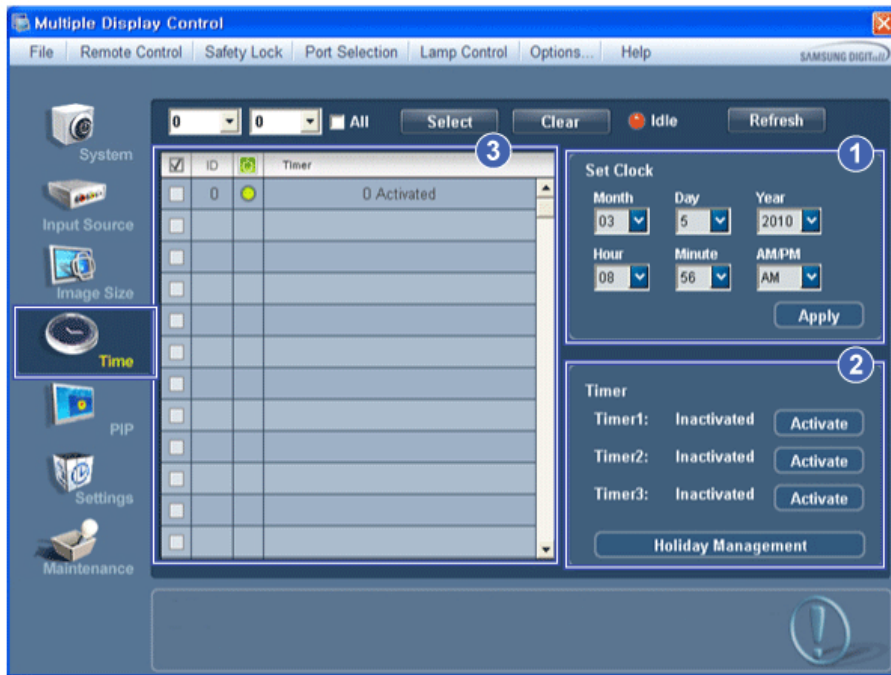 Multiple Display Control
File Remote Control Safety Lock Port Selection Lamp Control Options... Help SAMSUNG DIGITall
0 0 All Select Clear Idle Refresh
System
Input Source
Image Size
Time
PIP
Settings
Maintenance
3
ID Timer
0 0 Activated
1
Set Clock
Month Day Year
03 5 2010
Hour Minute AM/PM
08 56 AM
Apply
2
Timer
Timer1: Inactivated Activate
Timer2: Inactivated Activate
Timer3: Inactivated Activate
Holiday Management